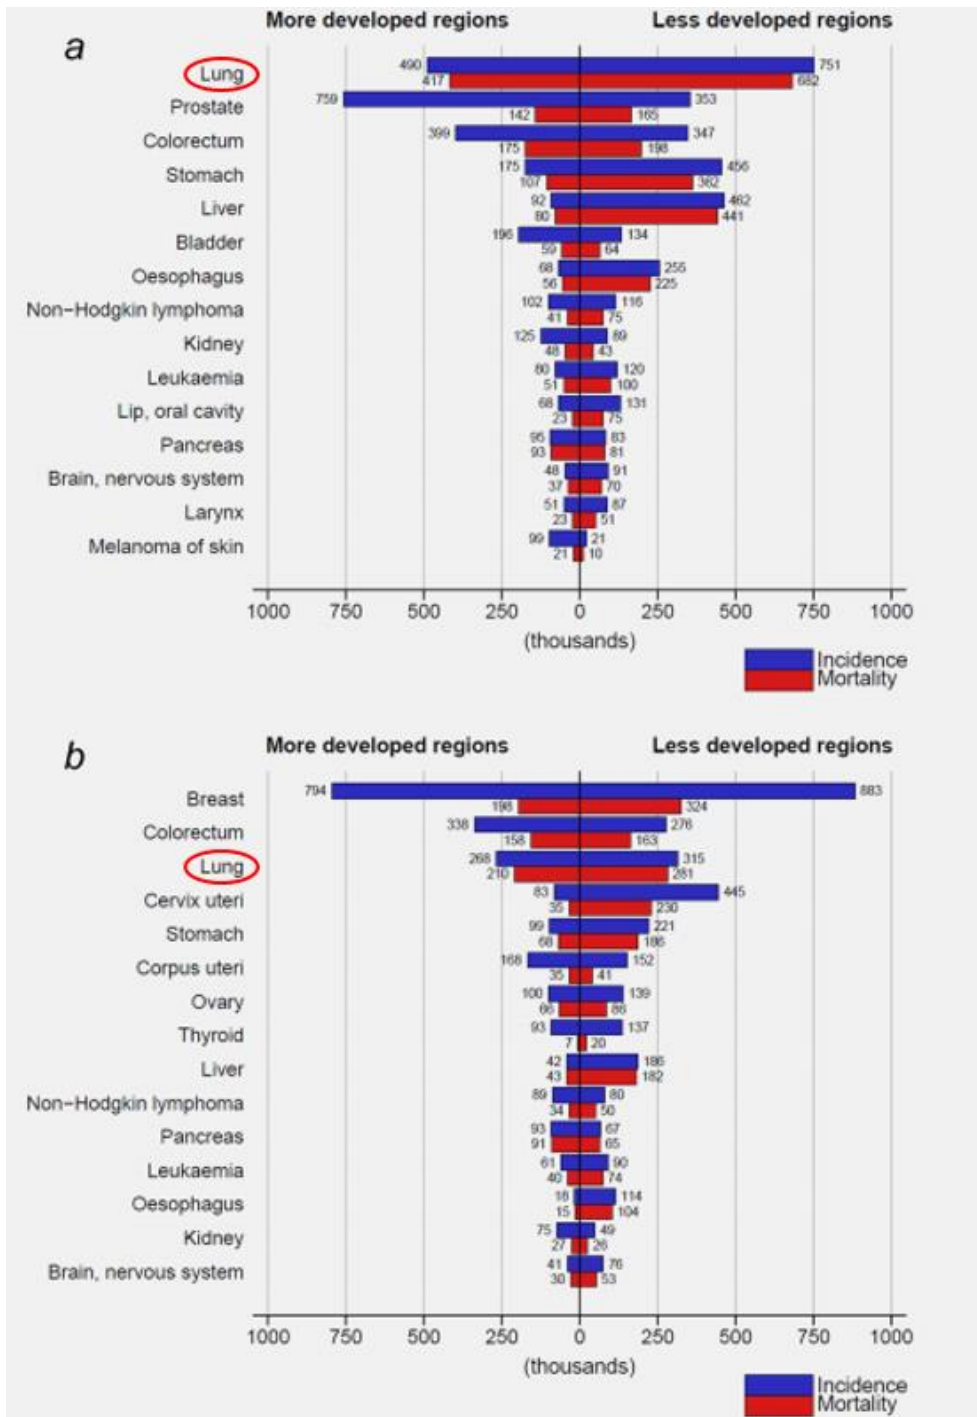 More developed regions Less developed regions
a
Lung 490 751
417 682
Prostate 759 353
142 165
Colorectum 399 347
175 198
Stomach 175 456
107 362
Liver 92 462
80 441
Bladder 196 134
59 64
Oesophagus 68 255
56 225
Non-Hodgkin lymphoma 102 116
41 75
Kidney 125 89
48 43
Leukaemia 80 120
51 100
Lip, oral cavity 68 131
23 75
Pancreas 95 83
93 81
Brain, nervous system 48 91
37 70
Larynx 51 87
23 51
Melanoma of skin 99 21
21 10
1000 750 500 250 0 250 500 750 1000
(thousands)
Incidence
Mortality
More developed regions Less developed regions
b
Breast 794 883
198 324
Colorectum 338 276
158 163
Lung 268 315
210 281
Cervix uteri 83 445
35 230
Stomach 99 221
68 186
Corpus uteri 168 152
35 41
Ovary 100 139
66 86
Thyroid 93 137
7 20
Liver 42 186
43 182
Non-Hodgkin lymphoma 89 80
34 50
Pancreas 93 67
91 65
Leukaemia 61 90
40 74
Oesophagus 18 114
15 104
Kidney 75 49
27 26
Brain, nervous system 41 76
30 53
1000 750 500 250 0 250 500 750 1000
(thousands)
Incidence
Mortality